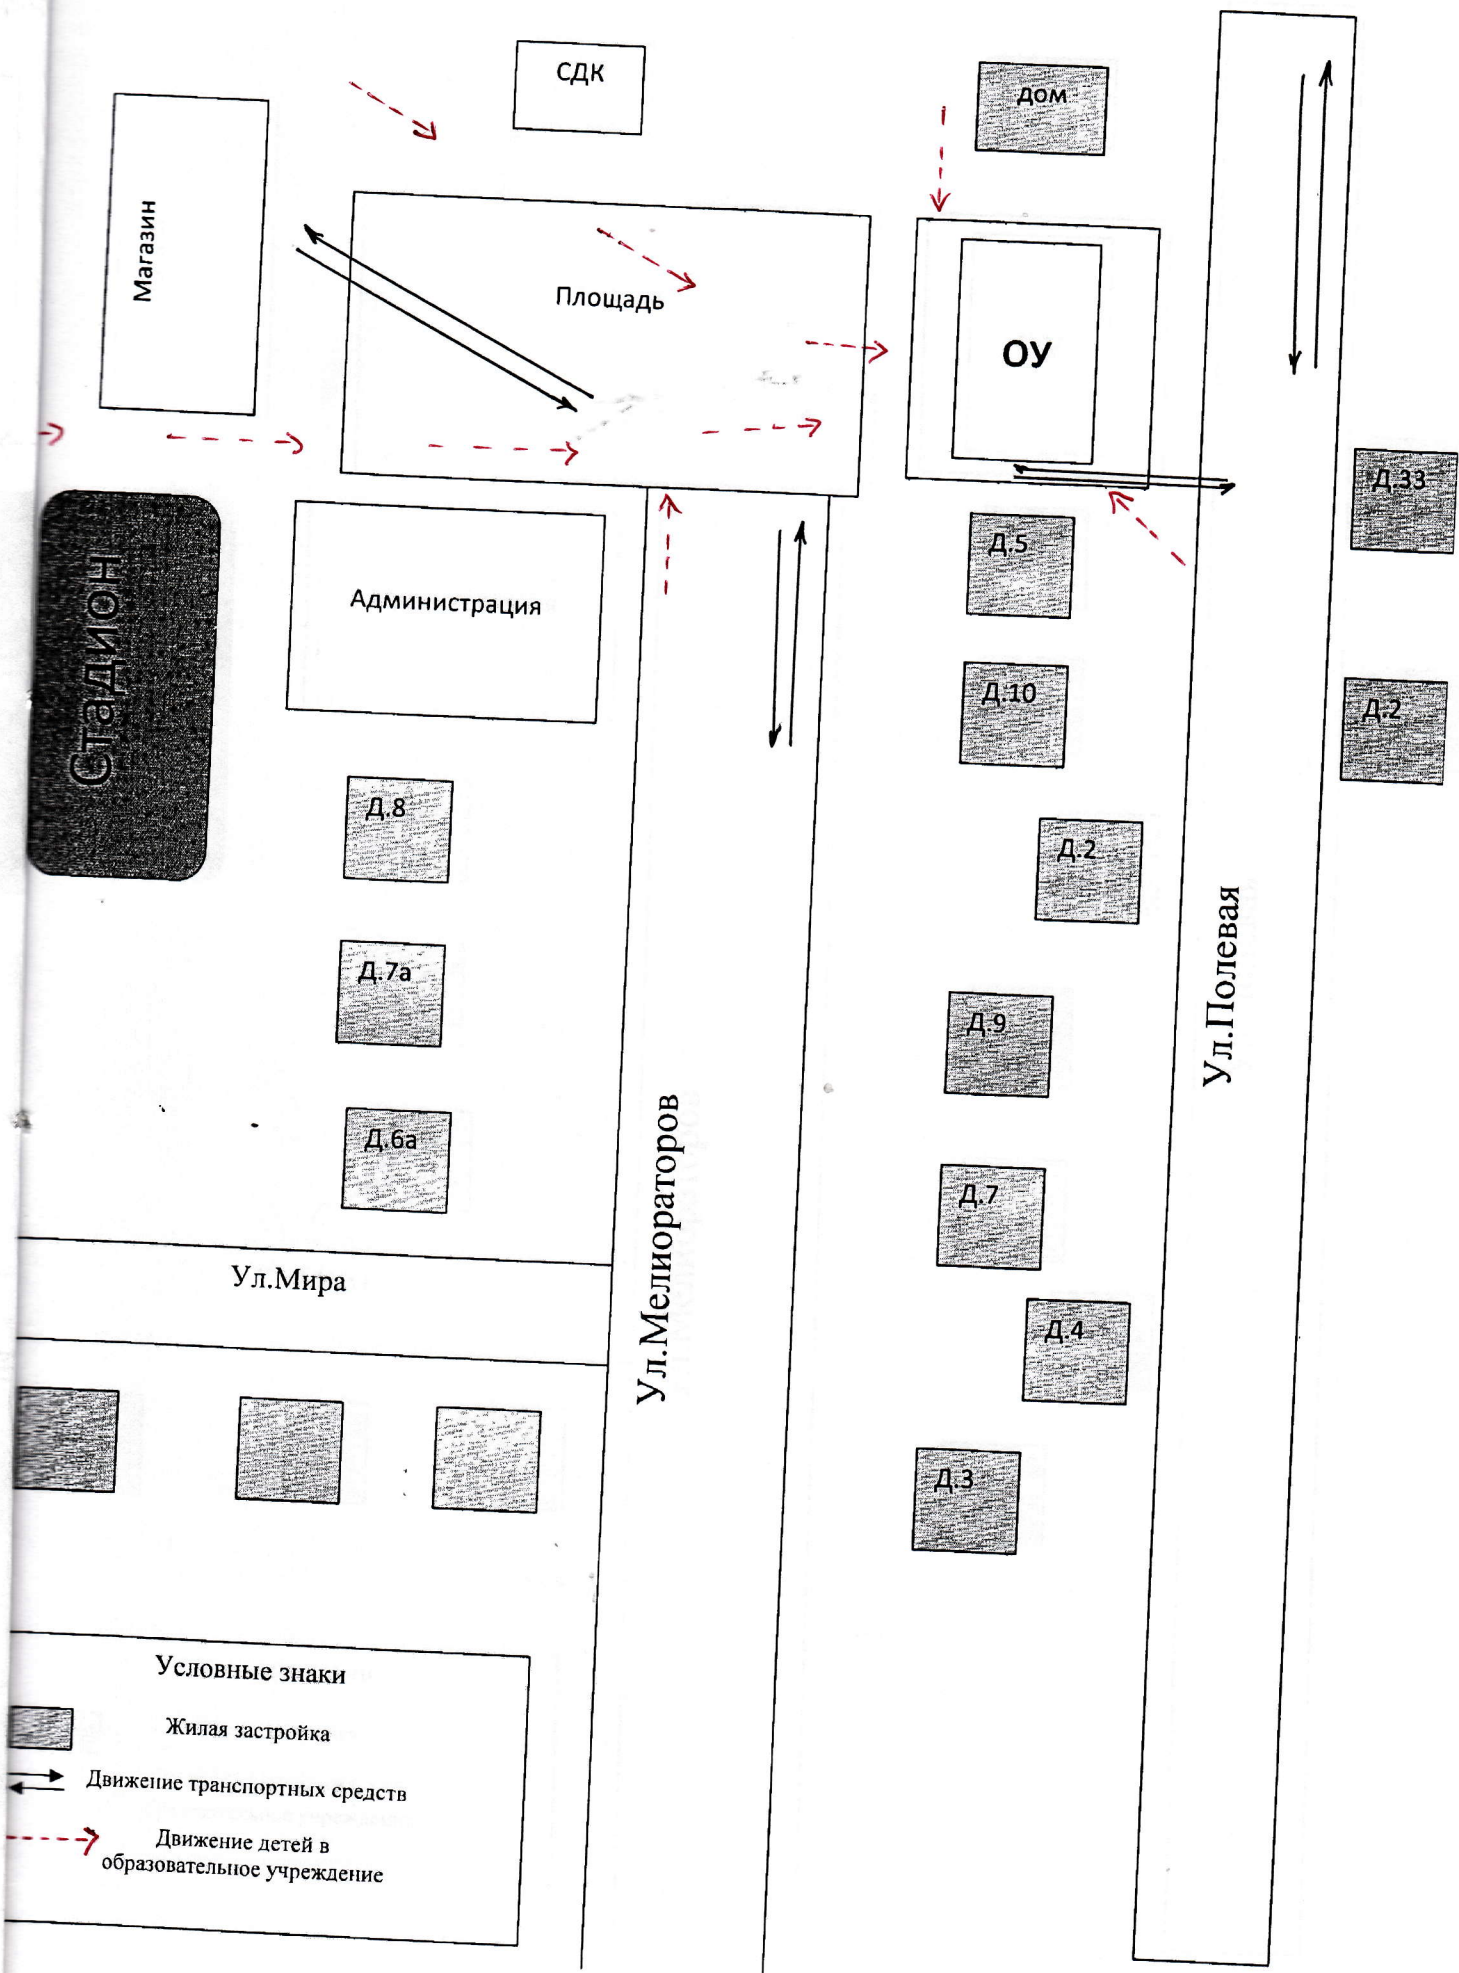 СДК
дом
Магазин
Площадь
ОУ
Д.33
Д.5
Стадион
Администрация
Д.10
Д.2
Д.8
Д.2
Д.7а
Д.9
Ул.Полевая
Д.6а
Д.7
Ул.Мира
Ул.Мелиораторов
Д.4
Д.3
Условные знаки
Жилая застройка
Движение транспортных средств
Движение детей в
образовательное учреждение